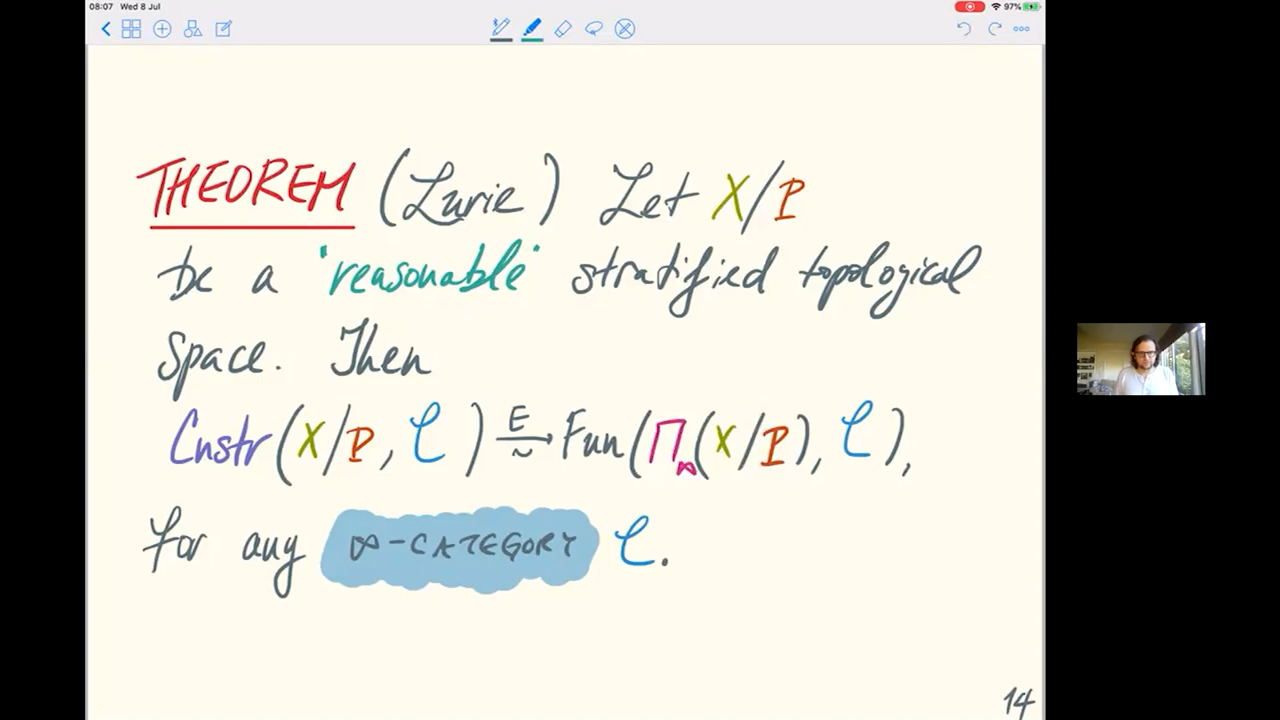 08:07 Wed 8 Jul 97%
THEOREM (Lurie) Let X/P
be a "reasonable" stratified topological
space. Then
Cnstr(X/P, C) E ⥲ Fun(Π∞(X/P), C),
for any ∞-CATEGORY C.
14